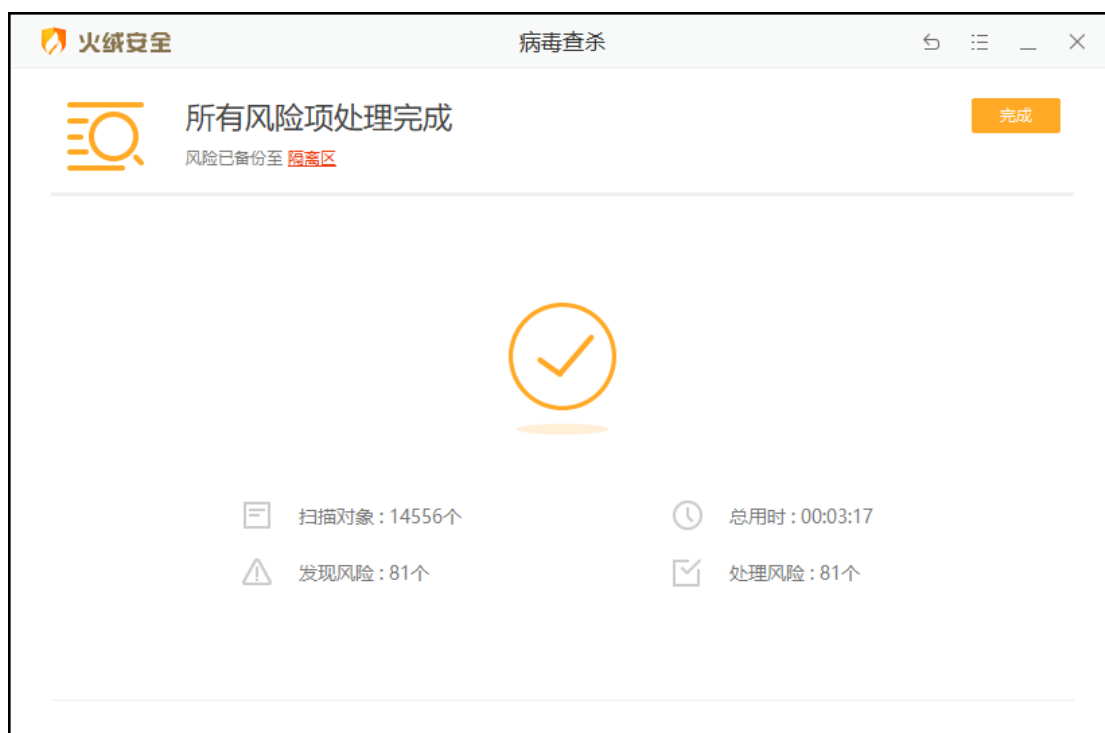 火绒安全
病毒查杀
所有风险项处理完成
完成
风险已备份至 隔离区
扫描对象 : 14556个
总用时 : 00:03:17
发现风险 : 81个
处理风险 : 81个